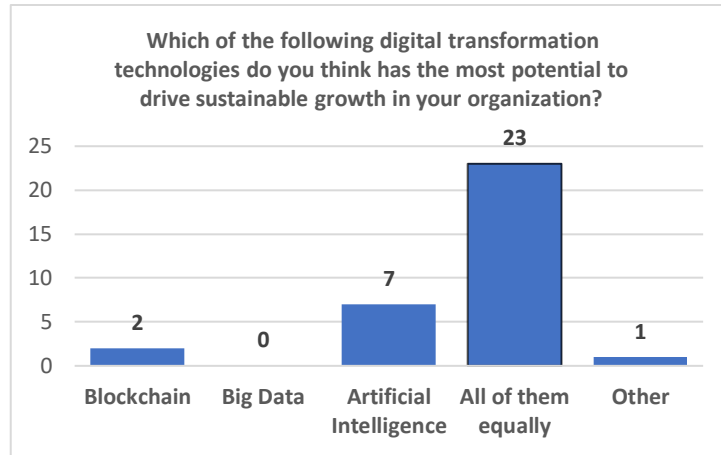 Which of the following digital transformation
technologies do you think has the most potential to
drive sustainable growth in your organization?
25
20
15
10
5
0
2
0
7
23
1
Blockchain
Big Data
Artificial
Intelligence
All of them
equally
Other